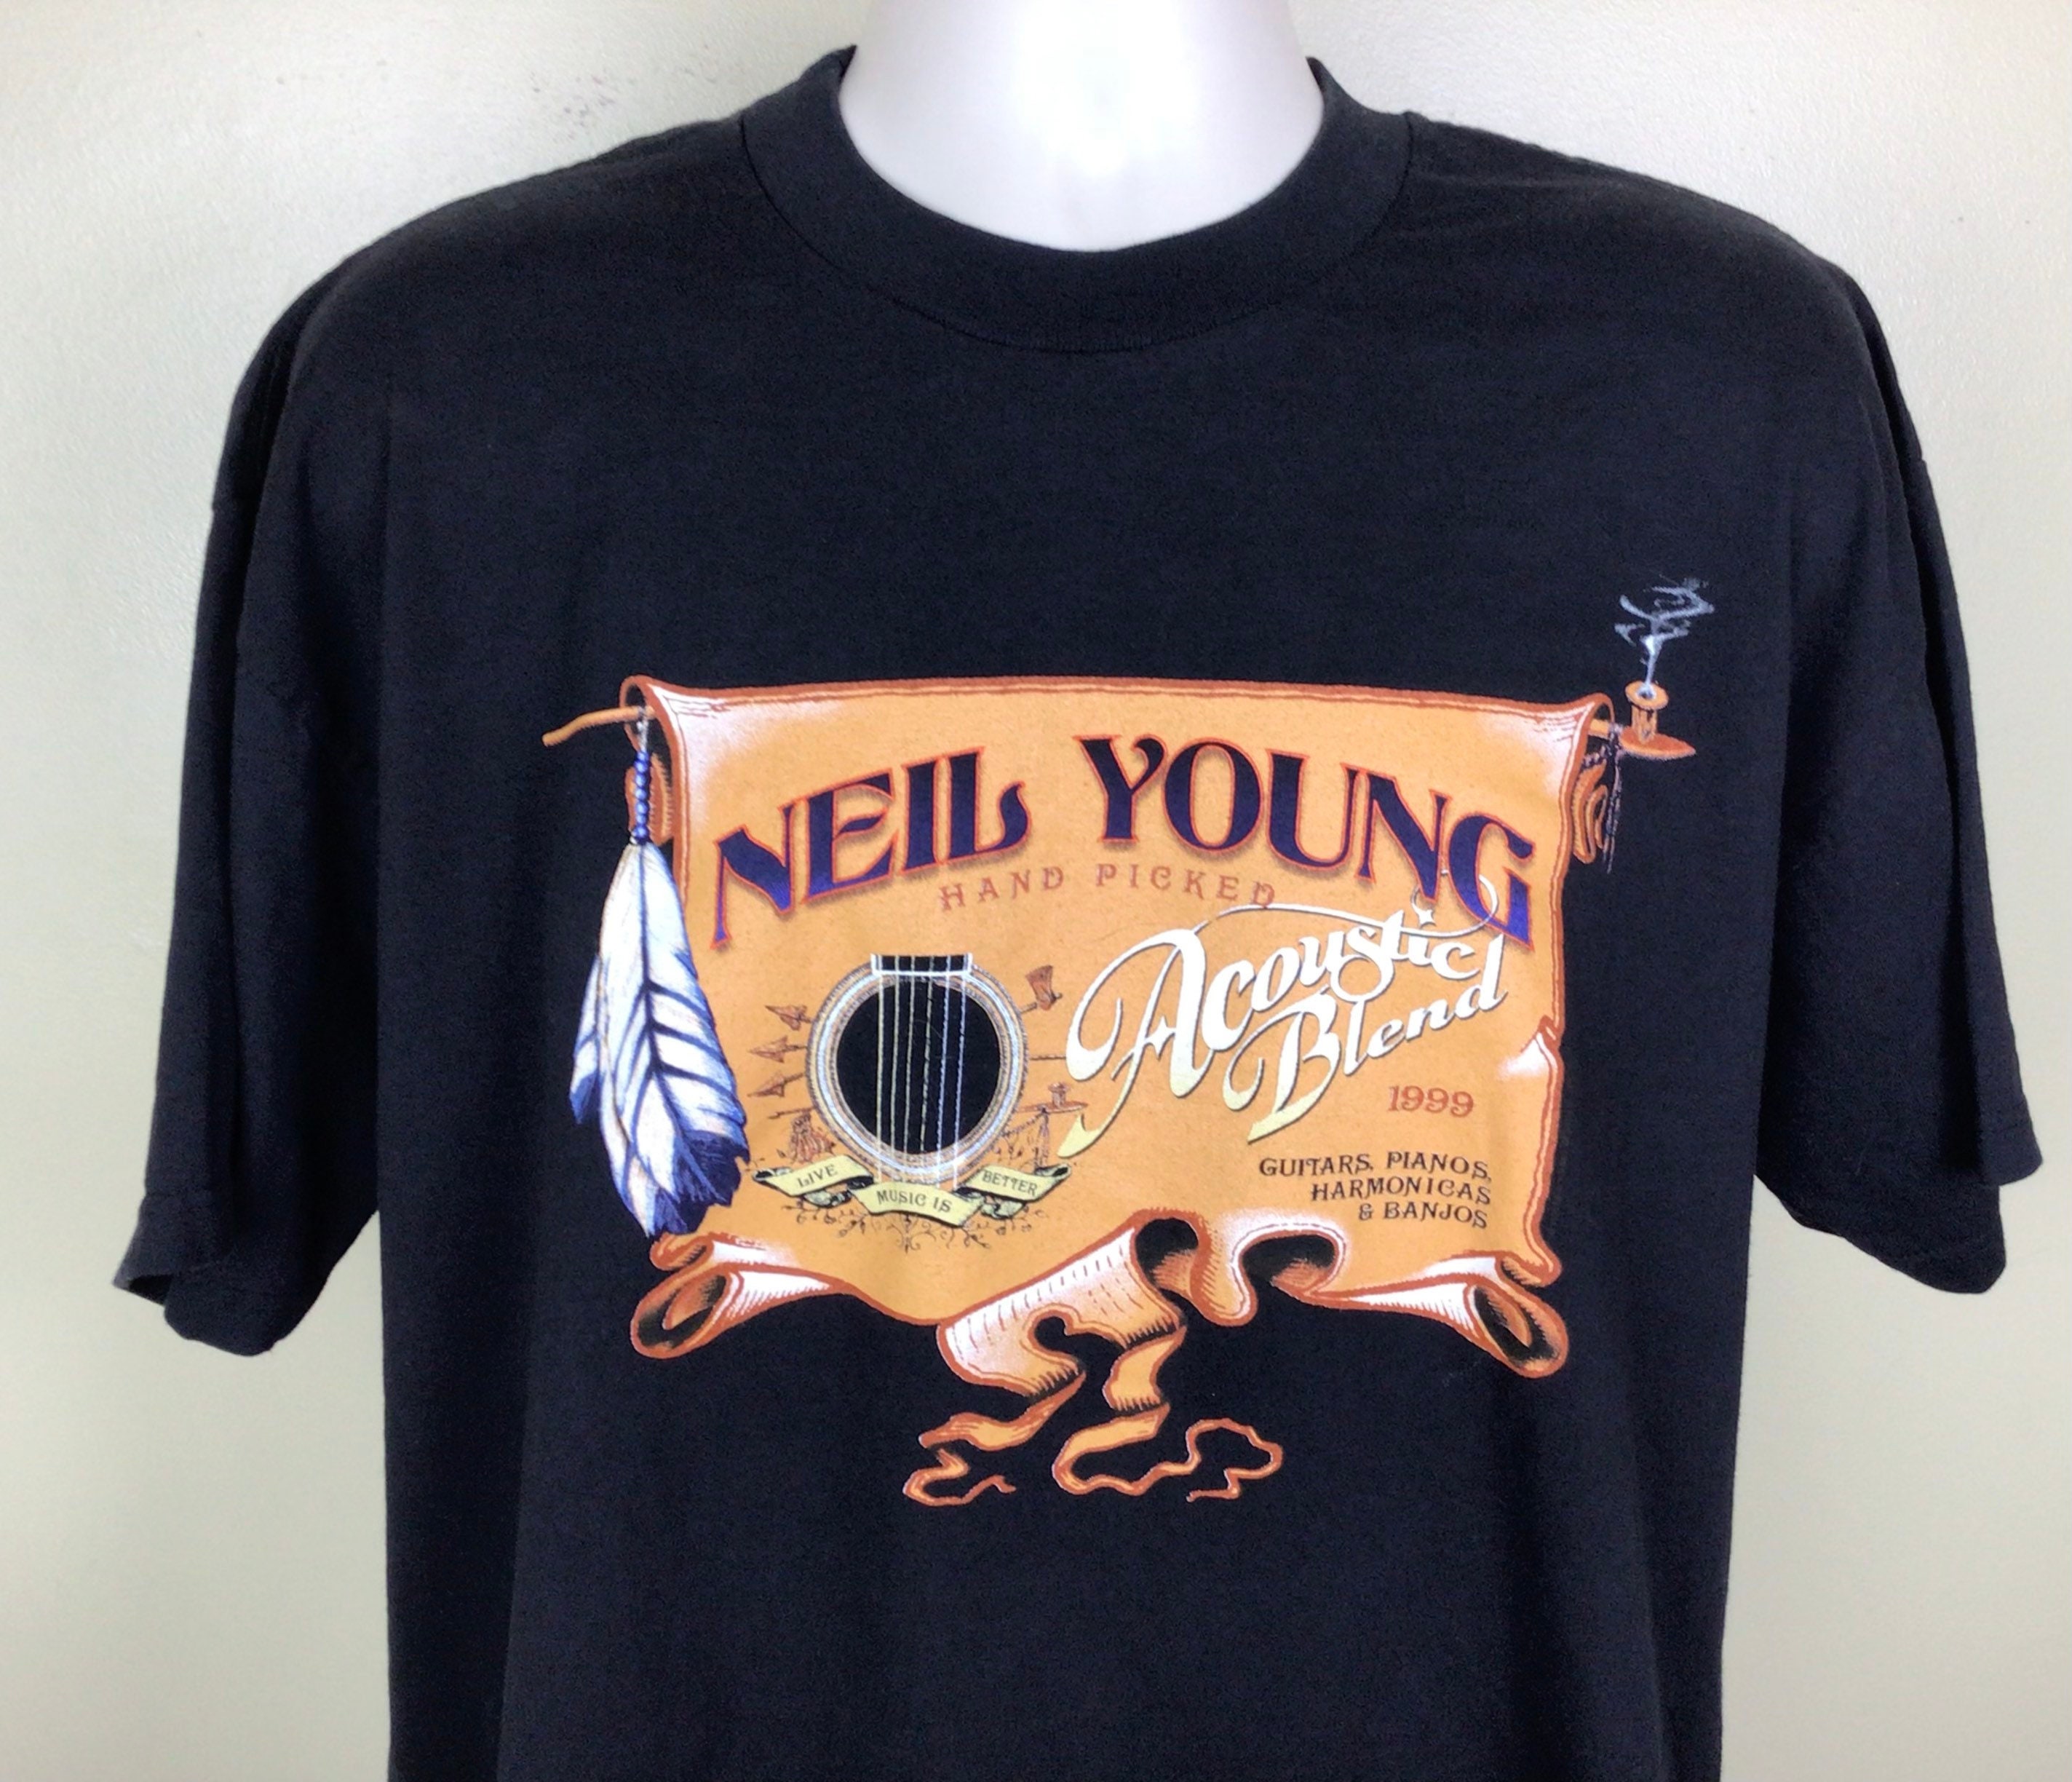 NEIL YOUNG
HAND PICKED
Acoustic
Blend
1999
GUITARS, PIANOS,
HARMONICAS
& BANJOS
LIVE
MUSIC IS
BETTER